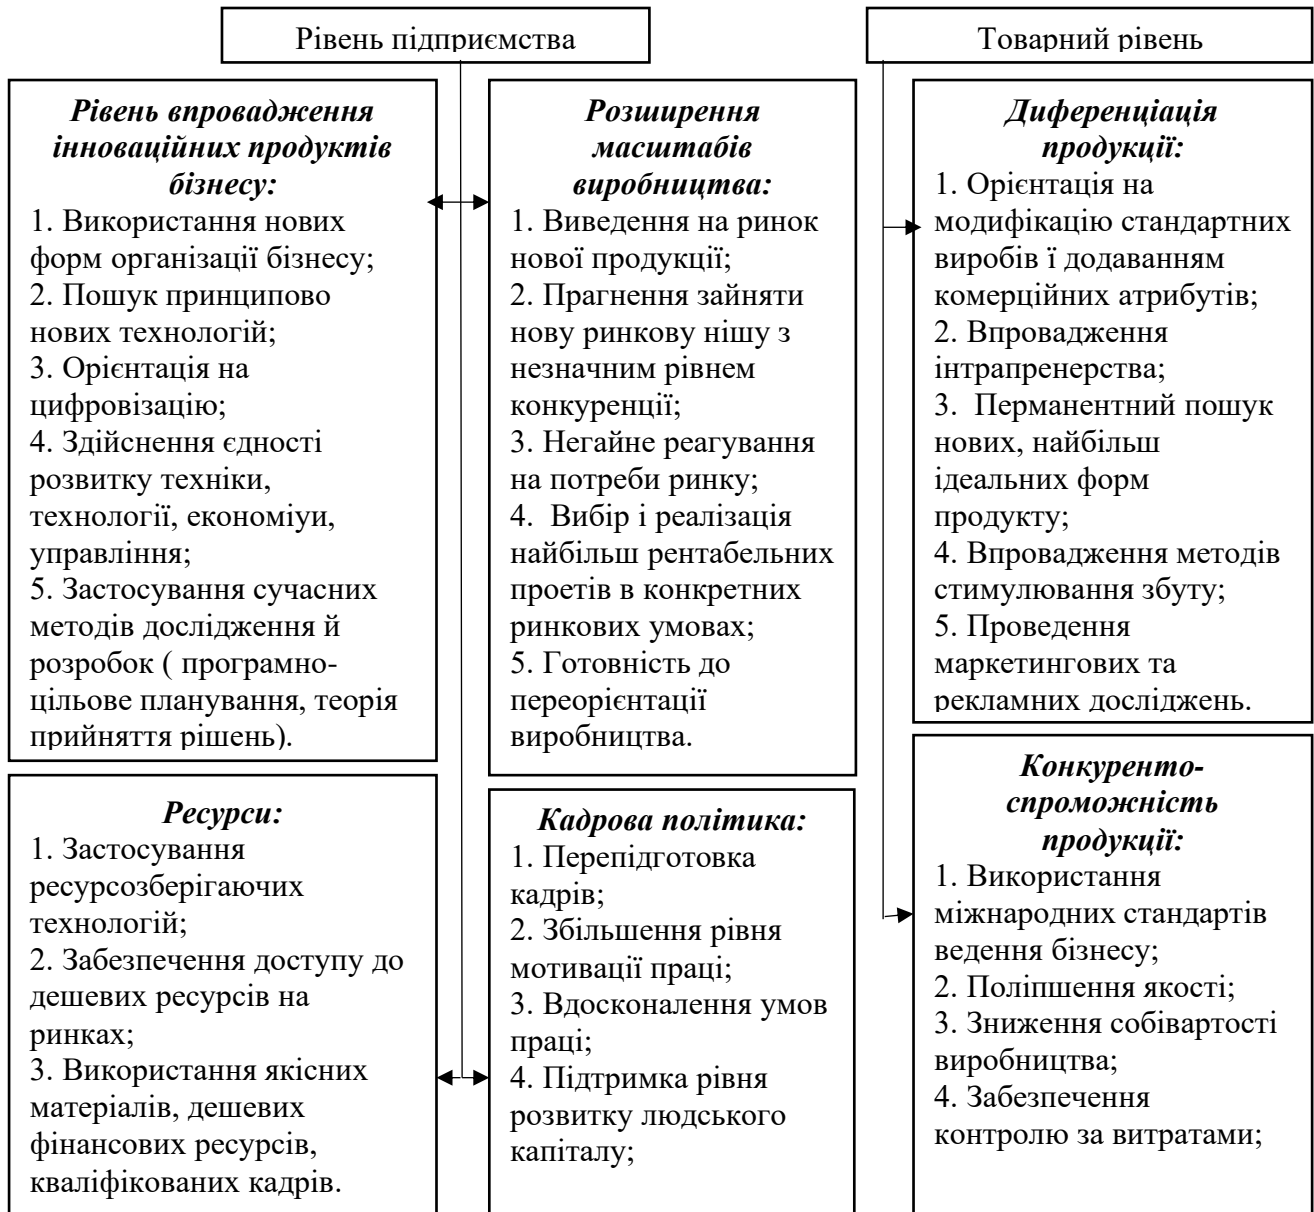 Рівень підприємства
Товарний рівень
Рівень впровадження
інноваційних продуктів
бізнесу:
1. Використання нових
форм організації бізнесу;
2. Пошук принципово
нових технологій;
3. Орієнтація на
цифровізацію;
4. Здійснення єдності
розвитку техніки,
технології, економіуи,
управління;
5. Застосування сучасних
методів дослідження й
розробок ( програмно-
цільове планування, теорія
прийняття рішень).
Розширення
масштабів
виробництва:
1. Виведення на ринок
нової продукції;
2. Прагнення зайняти
нову ринкову нішу з
незначним рівнем
конкуренції;
3. Негайне реагування
на потреби ринку;
4.  Вибір і реалізація
найбільш рентабельних
проетів в конкретних
ринкових умовах;
5. Готовність до
переорієнтації
виробництва.
Диференціація
продукції:
1. Орієнтація на
модифікацію стандартних
виробів ї додаванням
комерційних атрибутів;
2. Впровадження
інтрапренерства;
3.  Перманентний пошук
нових, найбільш
ідеальних форм
продукту;
4. Впровадження методів
стимулювання збуту;
5. Проведення
маркетингових та
рекламних досліджень.
Ресурси:
1. Застосування
ресурсозберігаючих
технологій;
2. Забезпечення доступу до
дешевих ресурсів на
ринках;
3. Використання якісних
матеріалів, дешевих
фінансових ресурсів,
кваліфікованих кадрів.
Кадрова політика:
1. Перепідготовка
кадрів;
2. Збільшення рівня
мотивації праці;
3. Вдосконалення умов
праці;
4. Підтримка рівня
розвитку людського
капіталу;
Конкуренто-
спроможність
продукції:
1. Використання
міжнародних стандартів
ведення бізнесу;
2. Поліпшення якості;
3. Зниження собівартості
виробництва;
4. Забезпечення
контролю за витратами;